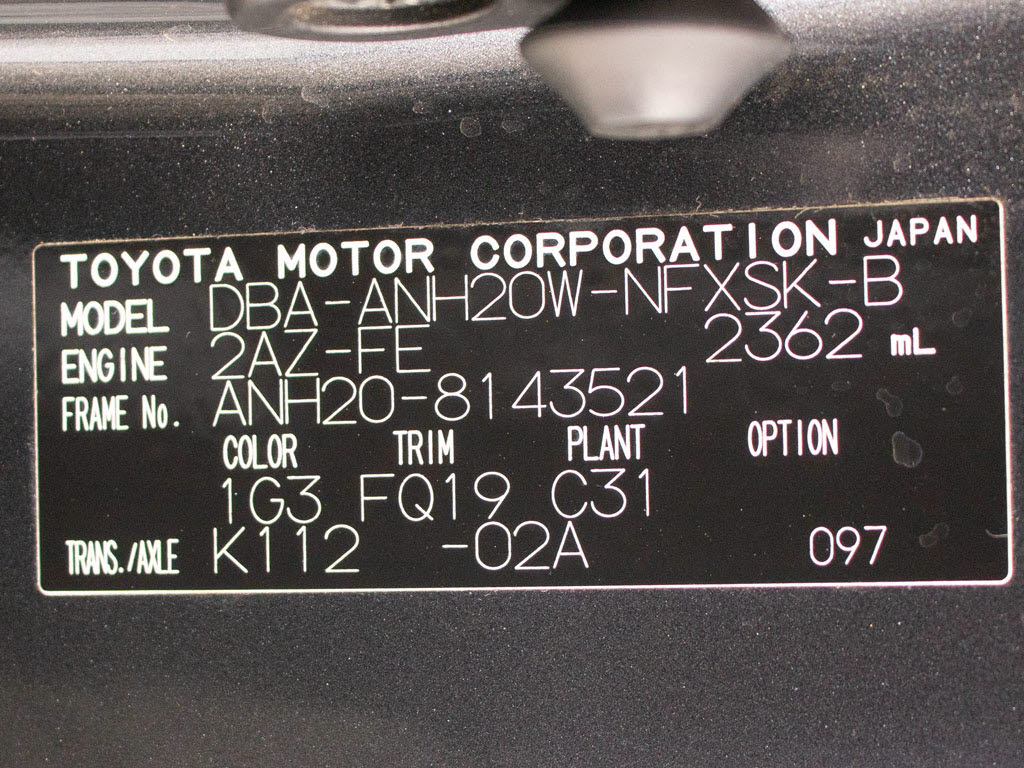 TOYOTA MOTOR CORPORATION JAPAN
MODEL DBA-ANH20W-NFXSK-B
ENGINE 2AZ-FE 2362 mL
FRAME No. ANH20-8143521
COLOR TRIM PLANT OPTION
1G3 FQ19 C31
TRANS./AXLE K112 -02A 097